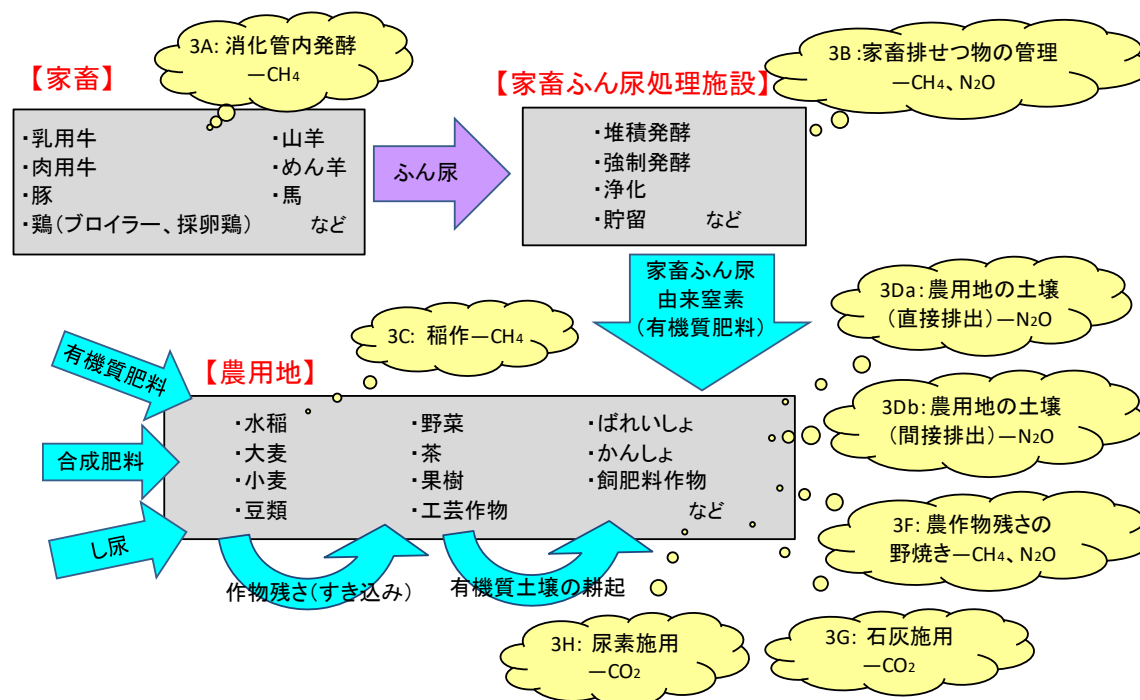 3A: 消化管内発酵
―CH4
【家畜】
・乳用牛
・肉用牛
・豚
・鶏(ブロイラー、採卵鶏)
・山羊
・めん羊
・馬
など
ふん尿
【家畜ふん尿処理施設】
・堆積発酵
・強制発酵
・浄化
・貯留
など
3B :家畜排せつ物の管理
―CH4、N2O
家畜ふん尿
由来窒素
(有機質肥料)
3C: 稲作―CH4
3Da: 農用地の土壌
(直接排出)―N2O
有機質肥料
合成肥料
し尿
【農用地】
・水稲
・大麦
・小麦
・豆類
・野菜
・茶
・果樹
・工芸作物
・ばれいしょ
・かんしょ
・飼肥料作物
など
3Db: 農用地の土壌
(間接排出)―N2O
3F: 農作物残さの
野焼き―CH4、N2O
作物残さ(すき込み)
有機質土壌の耕起
3H: 尿素施用
―CO2
3G: 石灰施用
―CO2